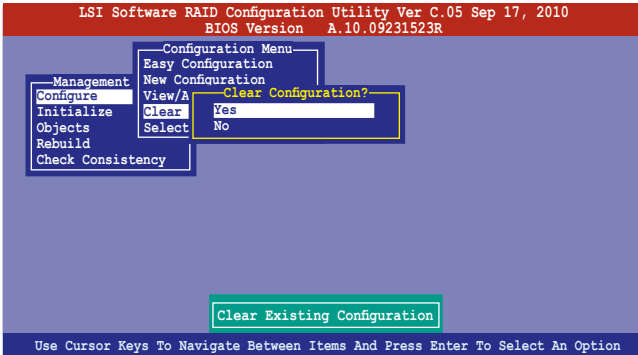 LSI Software RAID Configuration Utility Ver C.05 Sep 17, 2010
BIOS Version A.10.09231523R
Configuration Menu
Easy Configuration
New Configuration
View/A
Clear
Select
Management
Configure
Initialize
Objects
Rebuild
Check Consistency
Clear Configuration?
Yes
No
Clear Existing Configuration
Use Cursor Keys To Navigate Between Items And Press Enter To Select An Option